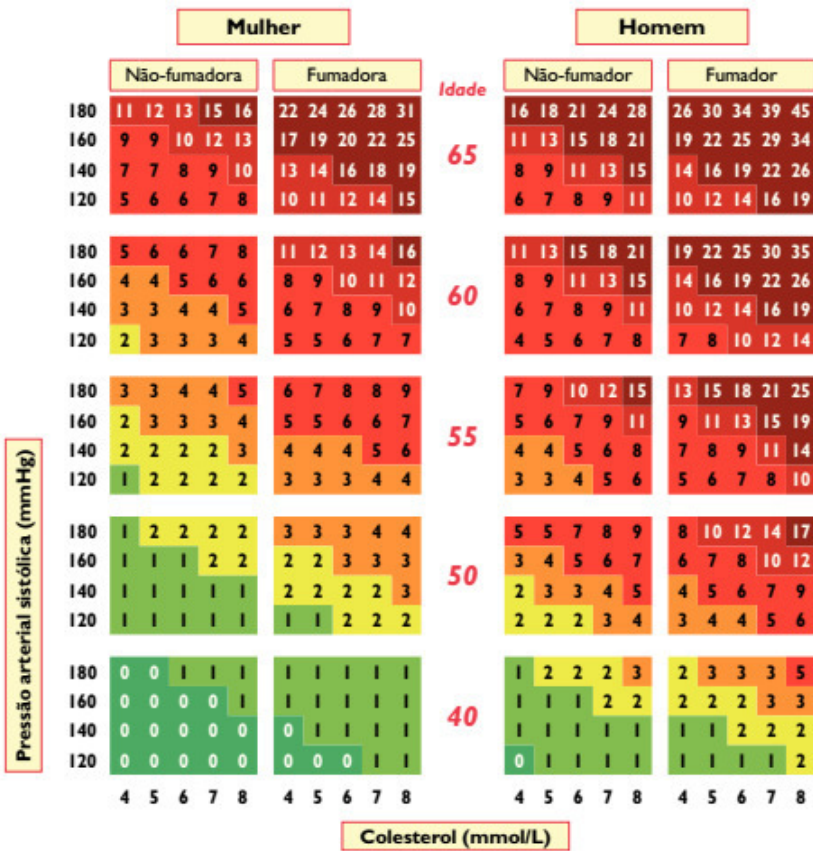 Mulher Homem
Não-fumadora Fumadora Idade Não-fumador Fumador
180 11 12 13 15 16 22 24 26 28 31 16 18 21 24 28 26 30 34 39 45
160 9 9 10 12 13 17 19 20 22 25 11 13 15 18 21 19 22 25 29 34
65
140 7 7 8 9 10 13 14 16 18 19 8 9 11 13 15 14 16 19 22 26
120 5 6 6 7 8 10 11 12 14 15 6 7 8 9 11 10 12 14 16 19
180 5 6 6 7 8 11 12 13 14 16 11 13 15 18 21 19 22 25 30 35
160 4 4 5 6 6 8 9 10 11 12 8 9 11 13 15 14 16 19 22 26
60
140 3 3 4 4 5 6 7 8 9 10 6 7 8 9 11 10 12 14 16 19
120 2 3 3 3 4 5 5 6 7 7 4 5 6 7 8 7 8 10 12 14
180 3 3 4 4 5 6 7 8 8 9 7 9 10 12 15 13 15 18 21 25
160 2 3 3 3 4 5 5 6 6 7 5 6 7 9 11 9 11 13 15 19
55
140 2 2 2 2 3 4 4 4 5 6 4 4 5 6 8 7 8 9 11 14
120 1 2 2 2 2 3 3 3 4 4 3 3 4 5 6 5 6 7 8 10
180 1 2 2 2 2 3 3 3 4 4 5 5 7 8 9 8 10 12 14 17
160 1 1 1 2 2 2 2 3 3 3 3 4 5 6 7 6 7 8 10 12
50
140 1 1 1 1 1 2 2 2 2 3 2 3 3 4 5 4 5 6 7 9
120 1 1 1 1 1 1 1 2 2 2 2 2 2 3 4 3 4 4 5 6
180 0 0 1 1 1 1 1 1 1 1 1 2 2 2 3 2 3 3 3 5
160 0 0 0 0 1 1 1 1 1 1 1 1 1 2 2 2 2 2 3 3
40
140 0 0 0 0 0 0 1 1 1 1 1 1 1 1 1 1 1 2 2 2
120 0 0 0 0 0 0 0 0 1 1 0 1 1 1 1 1 1 1 1 2
4 5 6 7 8 4 5 6 7 8 4 5 6 7 8 4 5 6 7 8
Colesterol (mmol/L)
Pressão arterial sistólica (mmHg)